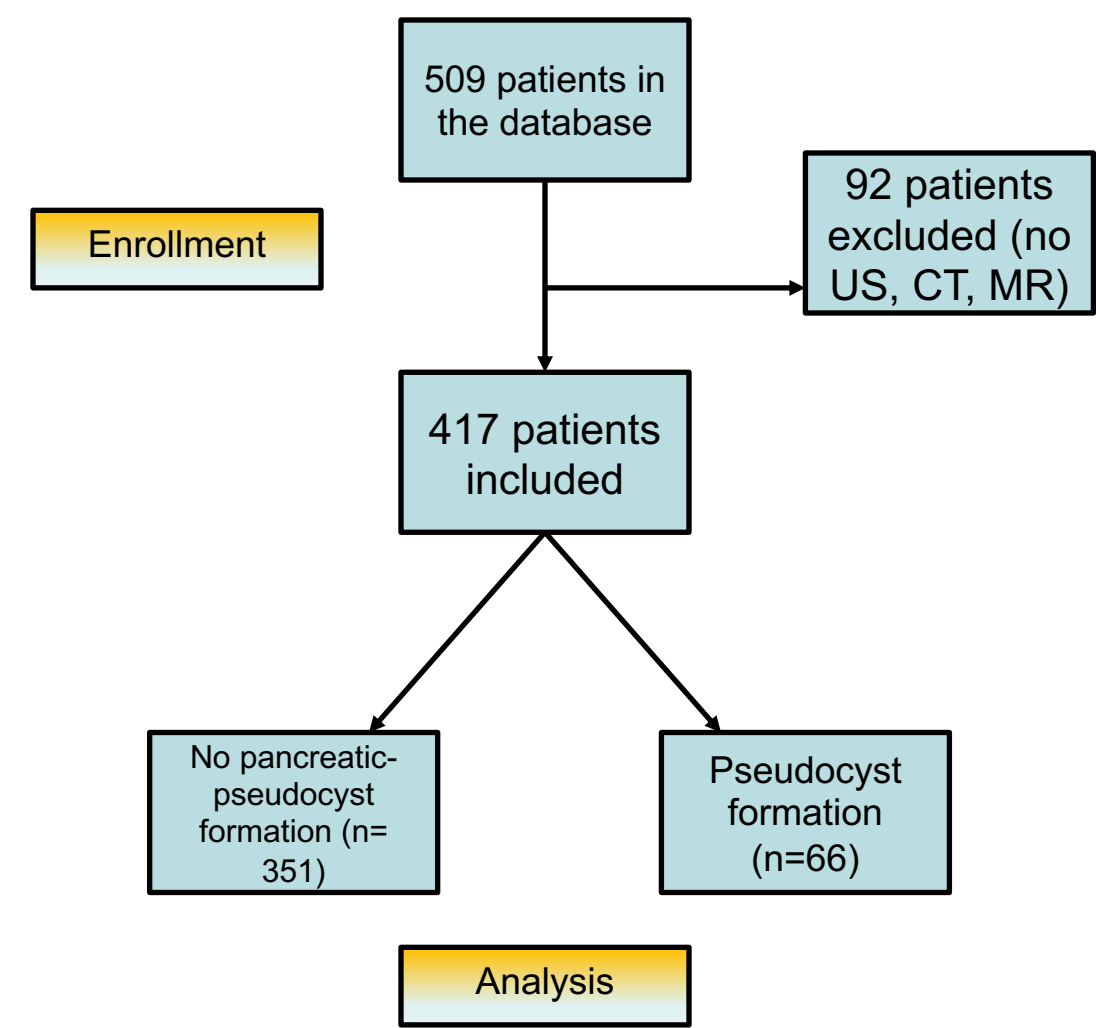 509 patients in
the database
92 patients
excluded (no
US, CT, MR)
Enrollment
417 patients
included
No pancreatic-
pseudocyst
formation (n=
351)
Pseudocyst
formation
(n=66)
Analysis